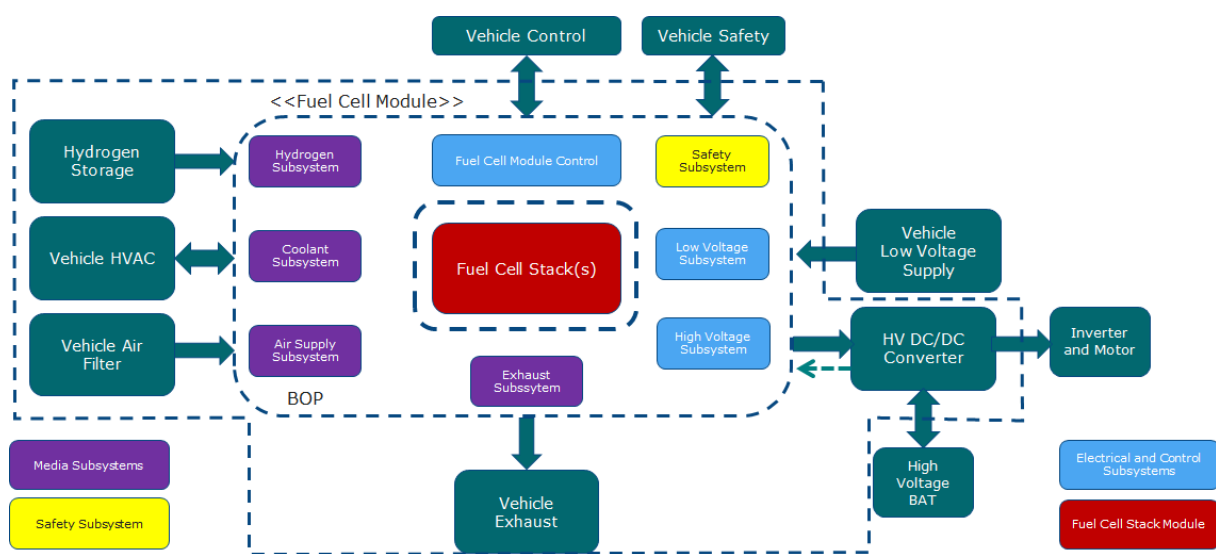 Vehicle Control
Vehicle Safety
<<Fuel Cell Module>>
Hydrogen
Storage
Hydrogen
Subsystem
Fuel Cell Module Control
Safety
Subsystem
Vehicle HVAC
Coolant
Subsystem
Fuel Cell Stack(s)
Low Voltage
Subsystem
Vehicle
Low Voltage
Supply
Vehicle Air
Filter
Air Supply
Subsystem
High Voltage
Subsystem
HV DC/DC
Converter
Inverter
and Motor
Exhaust
Subssytem
BOP
Media Subsystems
Safety Subsystem
Vehicle
Exhaust
High
Voltage
BAT
Electrical and Control
Subsystems
Fuel Cell Stack Module